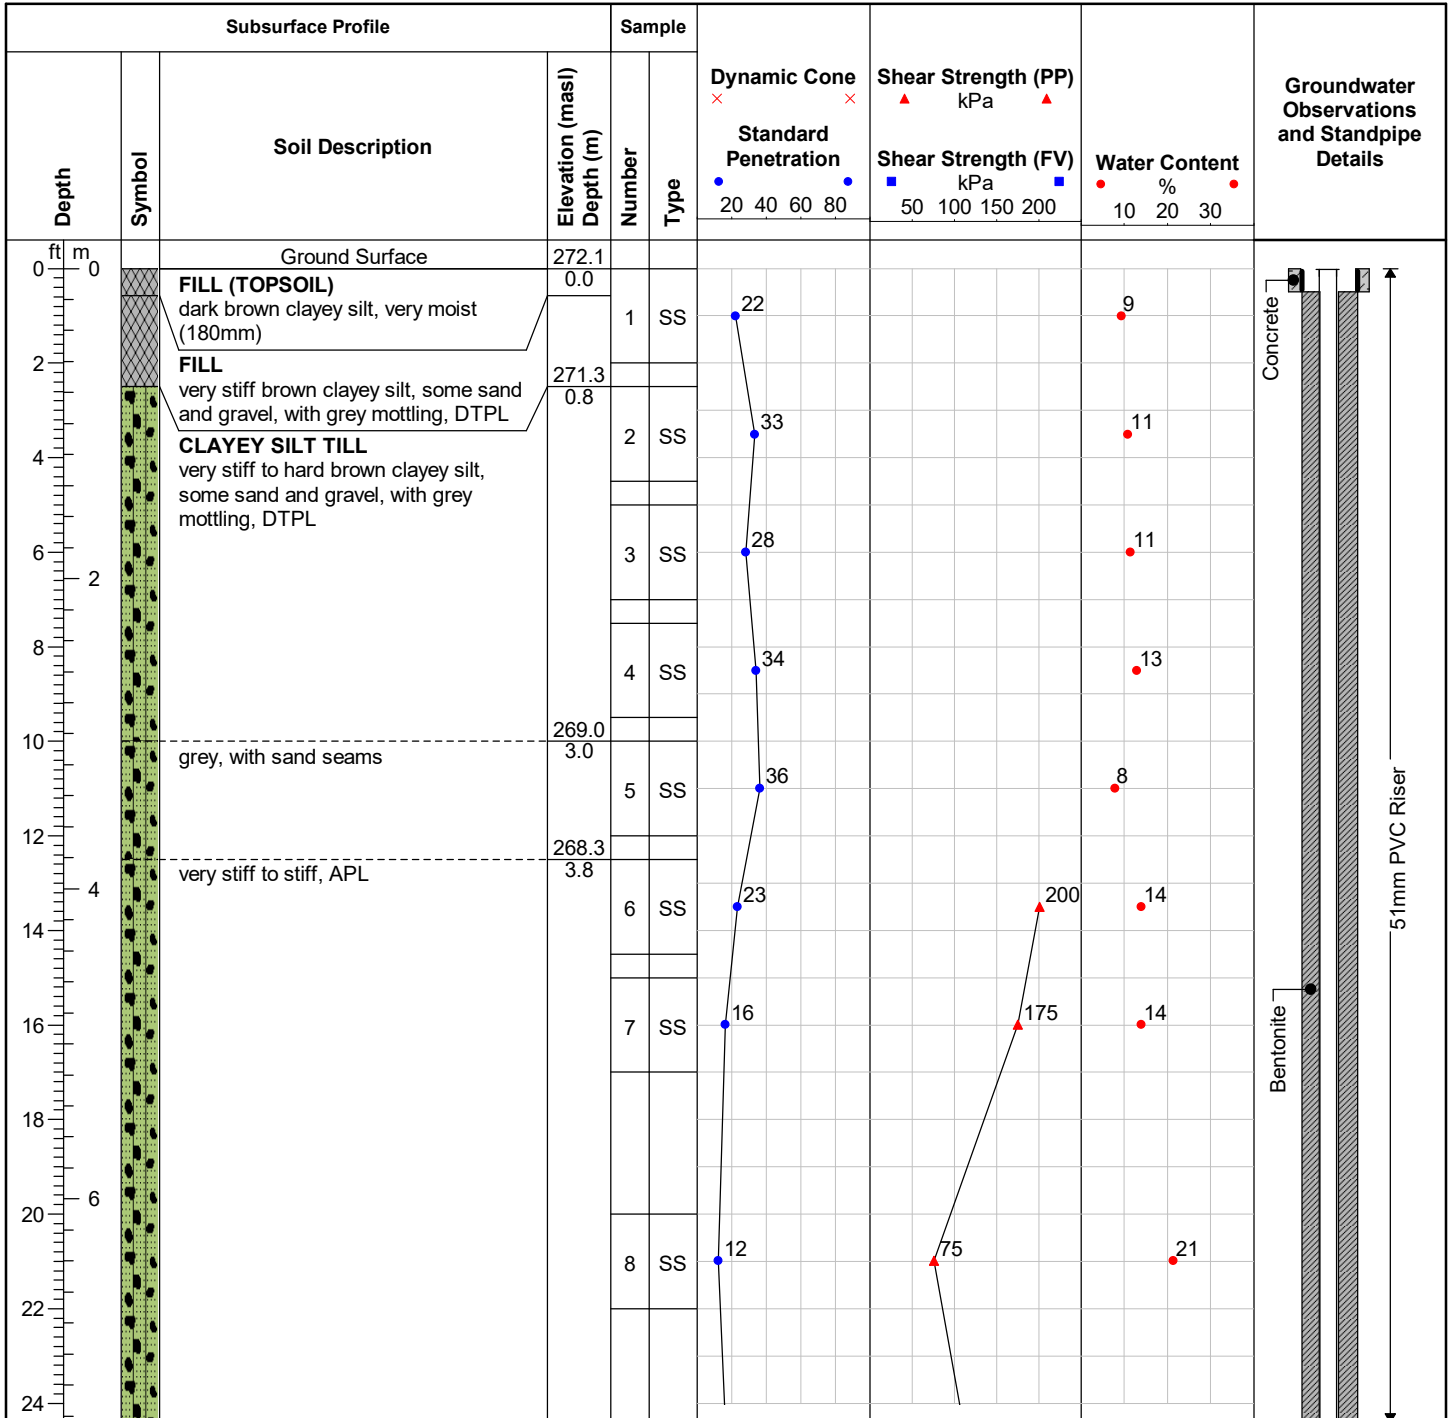 Subsurface Profile
Sample
Depth
Symbol
Soil Description
Elevation (masl)
Depth (m)
Number
Type
Dynamic Cone
Standard
Penetration
20 40 60 80
Shear Strength (PP)
kPa
Shear Strength (FV)
kPa
50 100 150 200
Water Content
%
10 20 30
Groundwater
Observations
and Standpipe
Details
ft m
Ground Surface
272.1
0 0
0.0
FILL (TOPSOIL)
dark brown clayey silt, very moist
(180mm)
1 SS
22
9
Concrete
2
FILL
271.3
0.8
very stiff brown clayey silt, some sand
and gravel, with grey mottling, DTPL
2 SS
33
11
4
CLAYEY SILT TILL
very stiff to hard brown clayey silt,
some sand and gravel, with grey
mottling, DTPL
6
2
3 SS
28
11
8
4 SS
34
13
10
269.0
3.0
grey, with sand seams
5 SS
36
8
51mm PVC Riser
12
268.3
3.8
very stiff to stiff, APL
4
6 SS
23
200
14
14
16
7 SS
16
175
14
Bentonite
18
6
20
8 SS
12
75
21
22
24